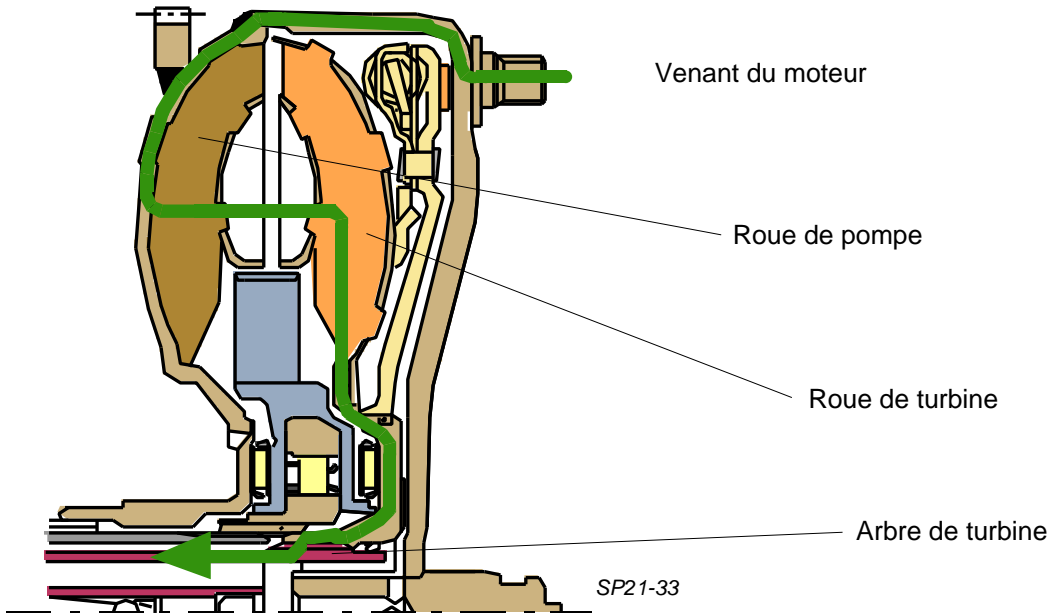 Venant du moteur
Roue de pompe
Roue de turbine
Arbre de turbine
SP21-33